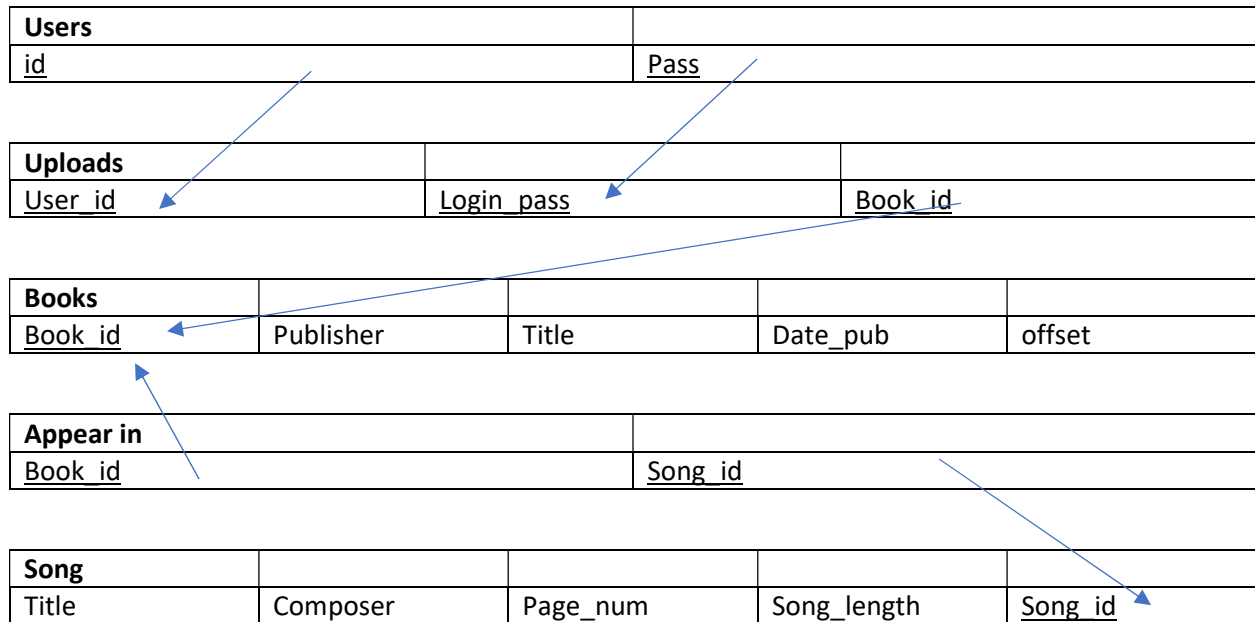 Users
id Pass
Uploads
User_id Login_pass Book_id
Books
Book_id Publisher Title Date_pub offset
Appear in
Book_id Song_id
Song
Title Composer Page_num Song_length Song_id